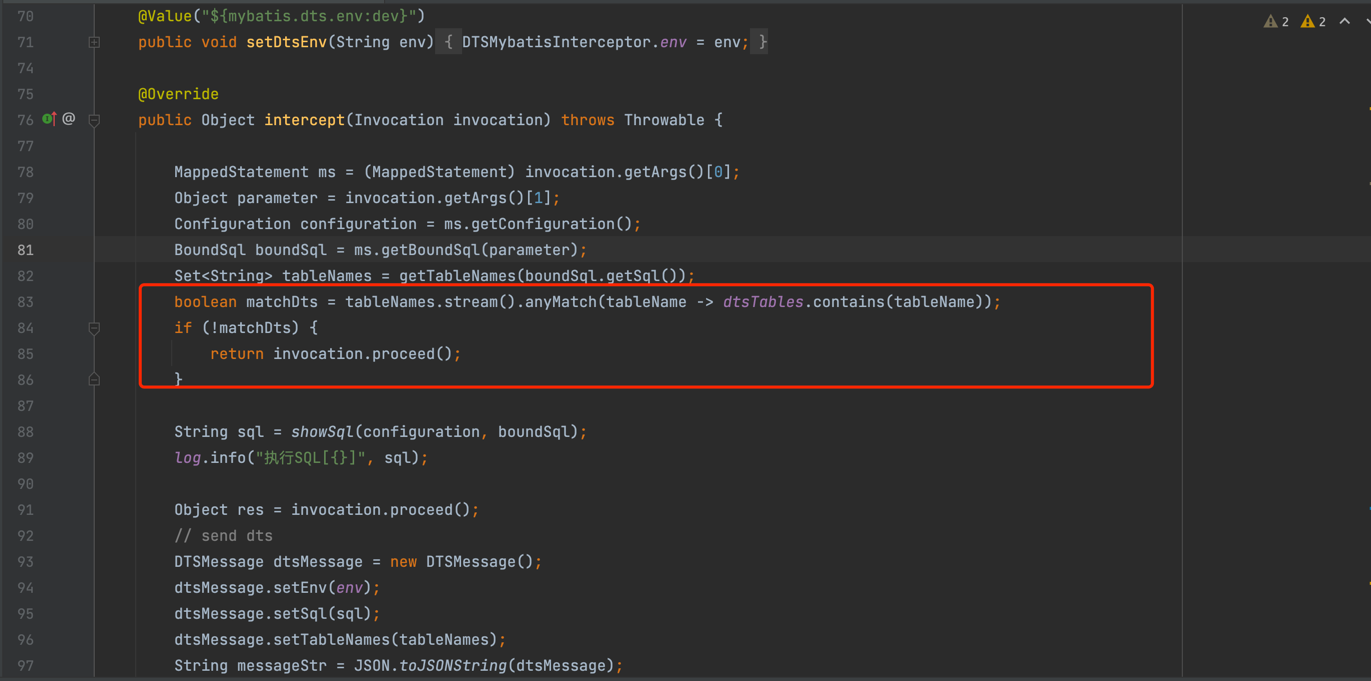 70 @Value("${mybatis.dts.env:dev}")
71 public void setDtsEnv(String env) { DTSMybatisInterceptor.env = env; }
74
75 @Override
76 @ public Object intercept(Invocation invocation) throws Throwable {
77
78 MappedStatement ms = (MappedStatement) invocation.getArgs()[0];
79 Object parameter = invocation.getArgs()[1];
80 Configuration configuration = ms.getConfiguration();
81 BoundSql boundSql = ms.getBoundSql(parameter);
82 Set<String> tableNames = getTableNames(boundSql.getSql());
83 boolean matchDts = tableNames.stream().anyMatch(tableName -> dtsTables.contains(tableName));
84 if (!matchDts) {
85 return invocation.proceed();
86 }
87
88 String sql = showSql(configuration, boundSql);
89 log.info("执行SQL[{}]", sql);
90
91 Object res = invocation.proceed();
92 // send dts
93 DTSMessage dtsMessage = new DTSMessage();
94 dtsMessage.setEnv(env);
95 dtsMessage.setSql(sql);
96 dtsMessage.setTableNames(tableNames);
97 String messageStr = JSON.toJSONString(dtsMessage);
2 2